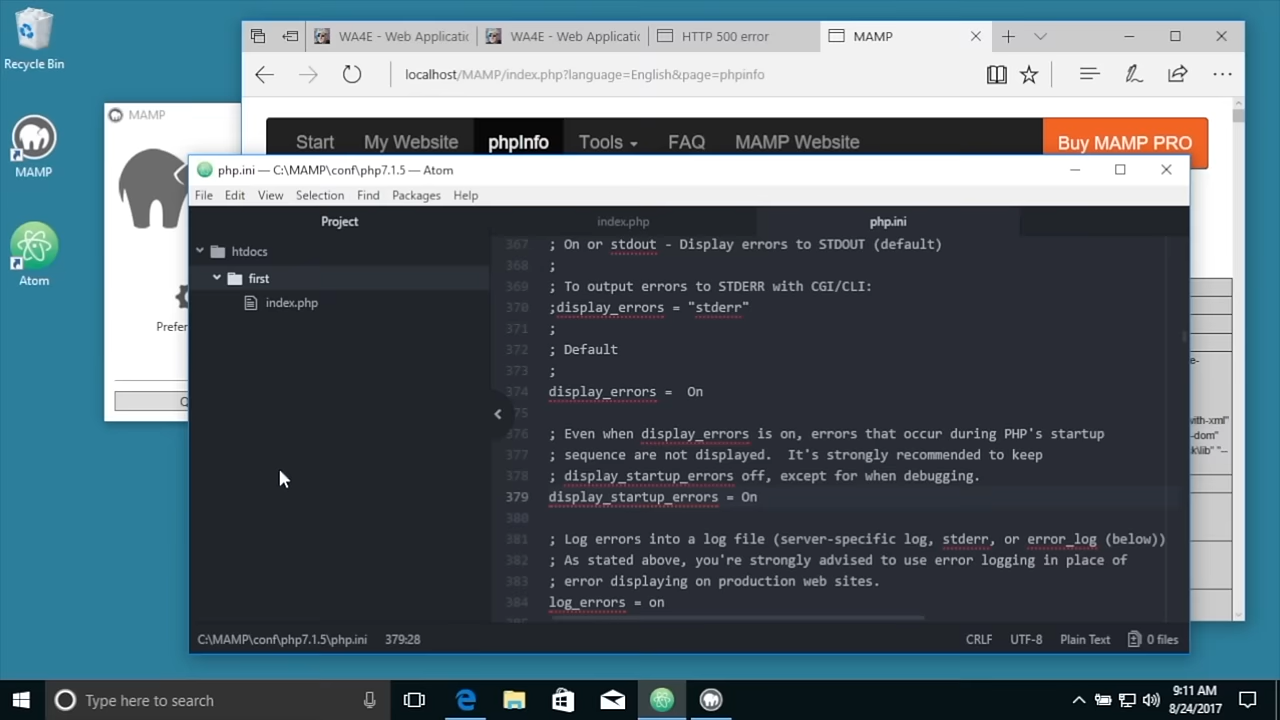 Recycle Bin
MAMP
Atom
WA4E - Web Applicatic
WA4E - Web Applicatic
HTTP 500 error
MAMP
localhost/MAMP/index.php?language=English&page=phpinfo
MAMP
Start
My Website
phpInfo
Tools
FAQ
MAMP Website
Buy MAMP PRO
Prefer
Q
php.ini — C:\MAMP\conf\php7.1.5 — Atom
File Edit View Selection Find Packages Help
Project
index.php
php.ini
htdocs
first
index.php
367 ; On or stdout - Display errors to STDOUT (default)
368 ;
369 ; To output errors to STDERR with CGI/CLI:
370 ;display_errors = "stderr"
371 ;
372 ; Default
373 ;
374 display_errors =  On
375
376 ; Even when display_errors is on, errors that occur during PHP's startup
377 ; sequence are not displayed.  It's strongly recommended to keep
378 ; display_startup_errors off, except for when debugging.
379 display_startup_errors = On
380
381 ; Log errors into a log file (server-specific log, stderr, or error_log (below))
382 ; As stated above, you're strongly advised to use error logging in place of
383 ; error displaying on production web sites.
384 log_errors = on
C:\MAMP\conf\php7.1.5\php.ini 379:28
CRLF UTF-8 Plain Text 0 files
with-xml"
-dom"
k\lib" "--
Type here to search
9:11 AM
8/24/2017